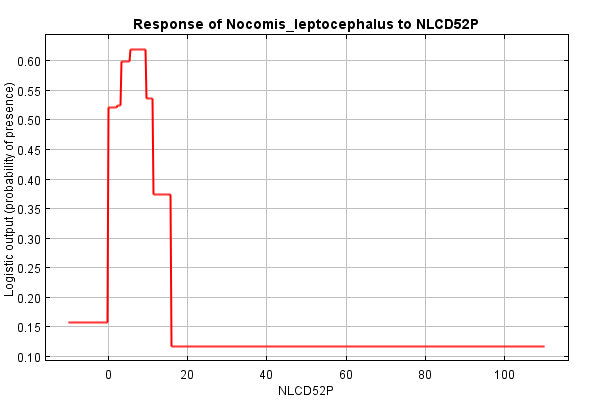 Response of Nocomis_leptocephalus to NLCD52P
Logistic output (probability of presence)
0.60
0.55
0.50
0.45
0.40
0.35
0.30
0.25
0.20
0.15
0.10
0 20 40 60 80 100
NLCD52P